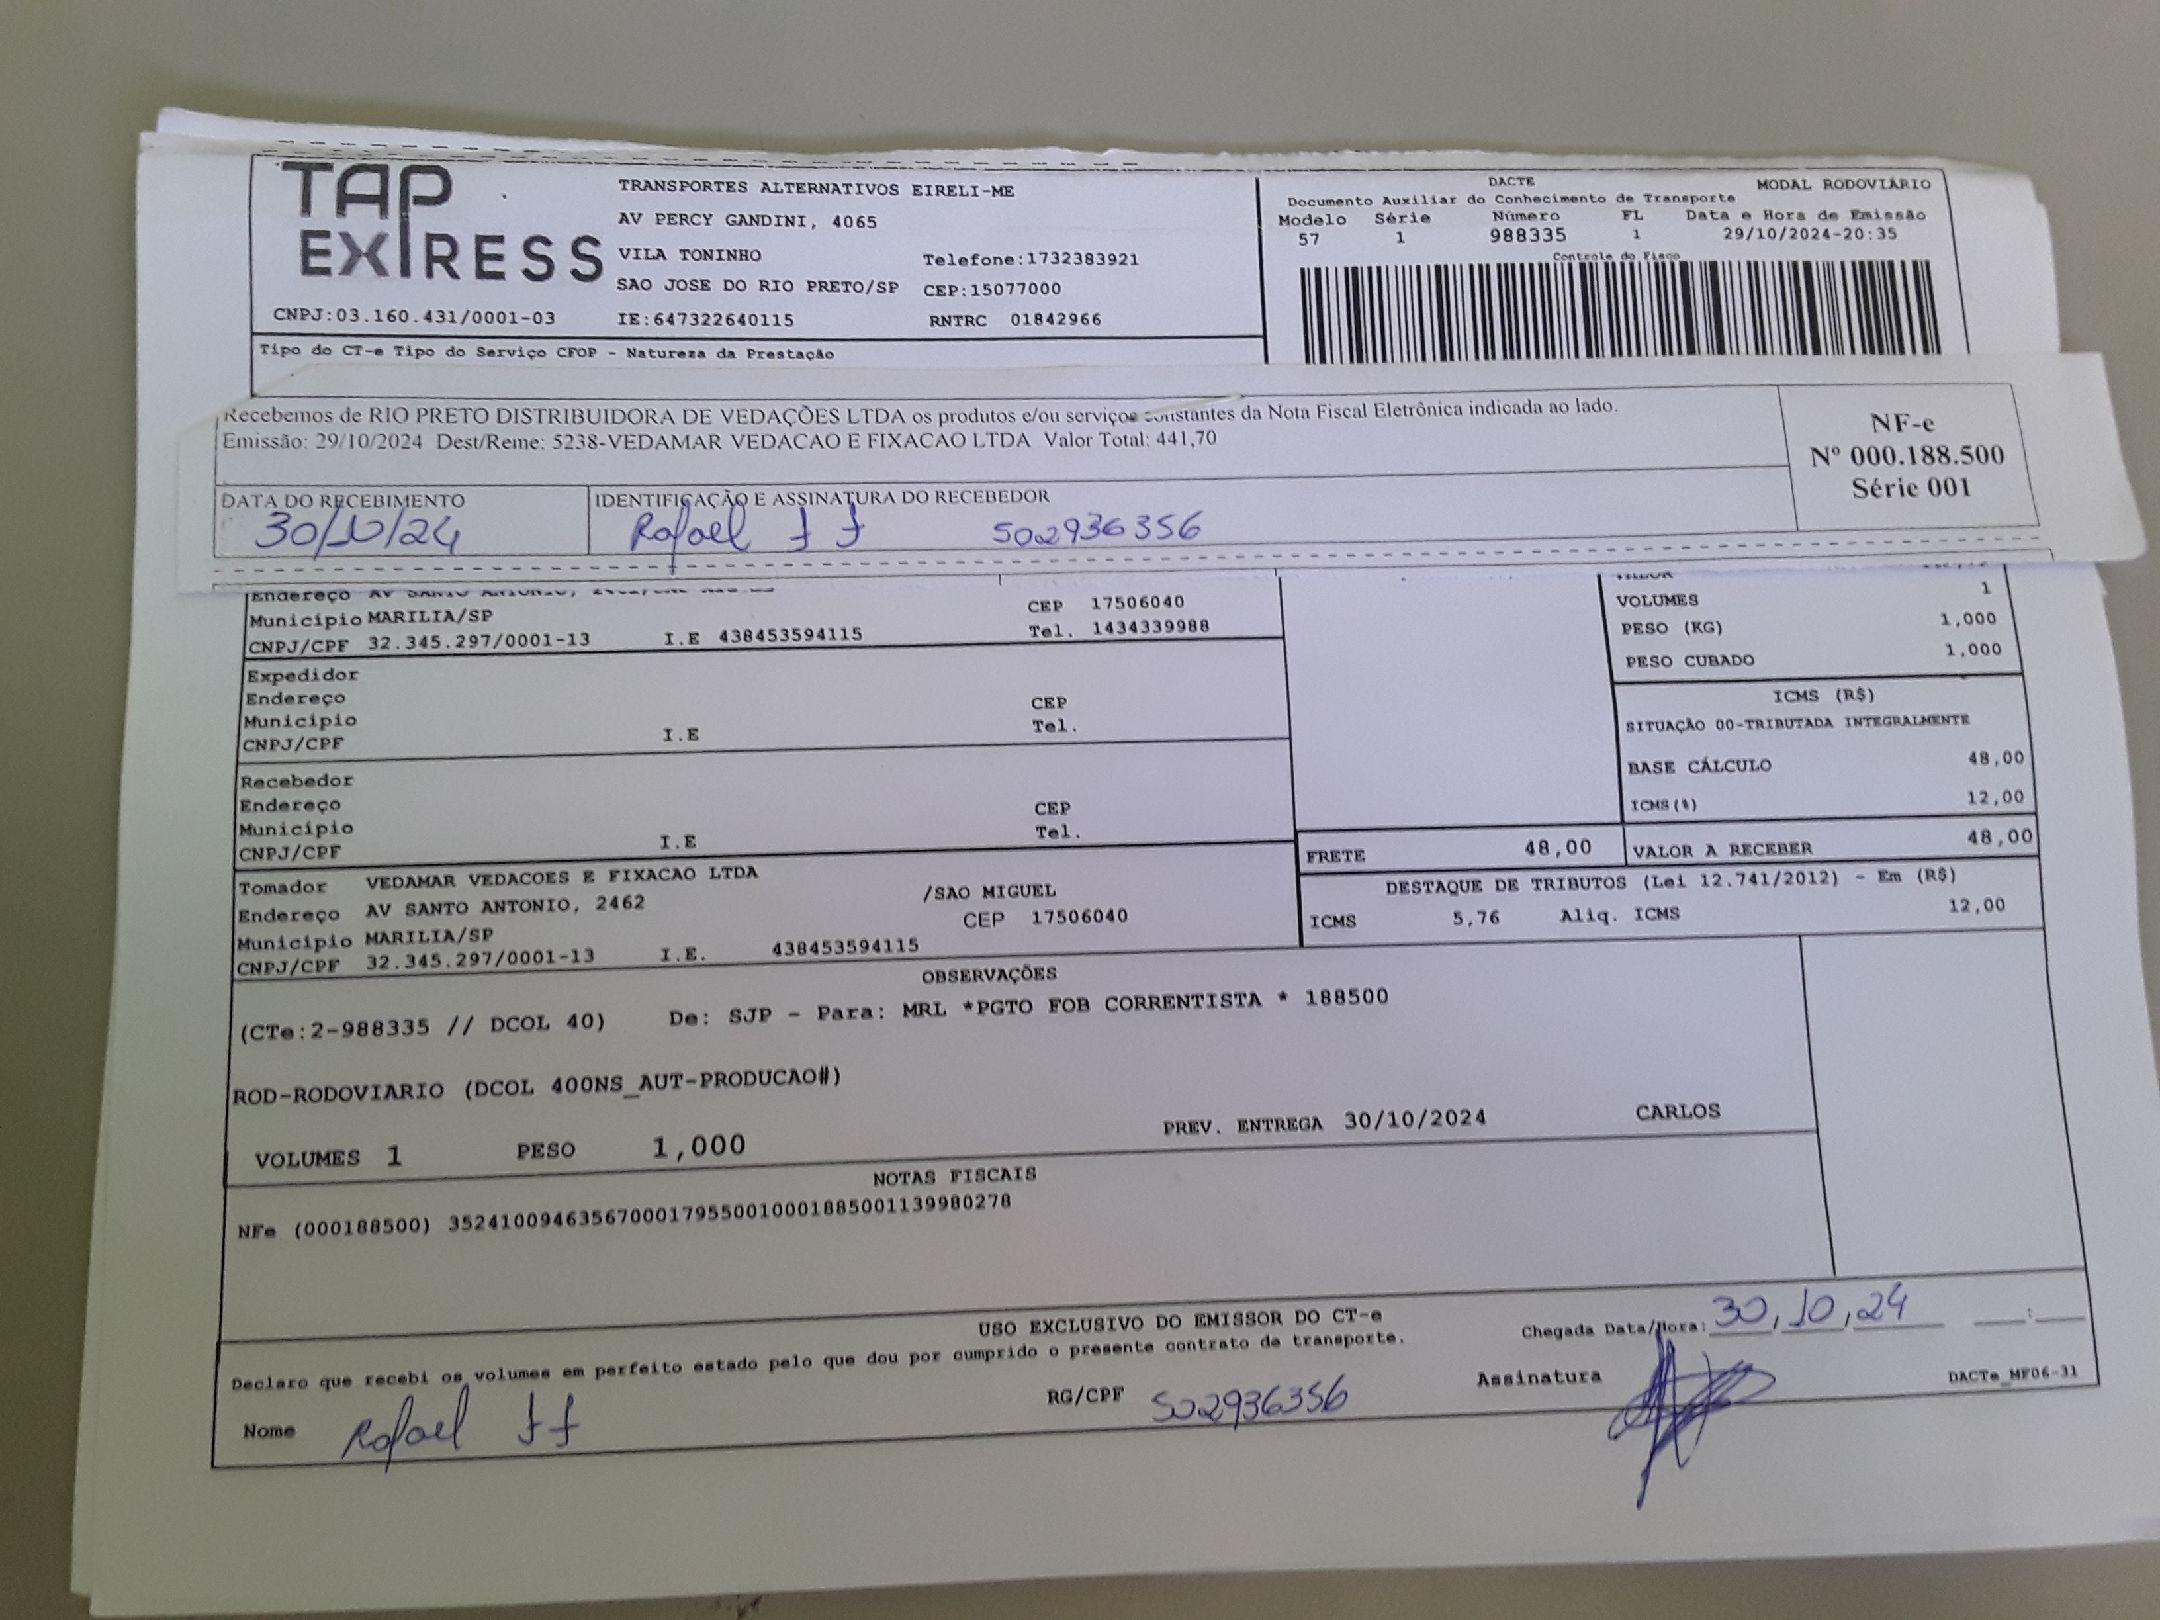 TAP EXPRESS
TRANSPORTES ALTERNATIVOS EIRELI-ME
AV PERCY GANDINI, 4065
VILA TONINHO Telefone:1732383921
SAO JOSE DO RIO PRETO/SP CEP:15077000
CNPJ:03.160.431/0001-03 IE:647322640115 RNTRC 01842966
DACTE MODAL RODOVIÁRIO
Documento Auxiliar do Conhecimento de Transporte
Modelo Série Número FL Data e Hora de Emissão
57 1 988335 1 29/10/2024-20:35
Controle do Fisco
Tipo do CT-e Tipo do Serviço CFOP - Natureza da Prestação
Recebemos de RIO PRETO DISTRIBUIDORA DE VEDAÇÕES LTDA os produtos e/ou serviços constantes da Nota Fiscal Eletrônica indicada ao lado.
Emissão: 29/10/2024 Dest/Reme: 5238-VEDAMAR VEDACAO E FIXACAO LTDA Valor Total: 441,70
NF-e
Nº 000.188.500
Série 001
DATA DO RECEBIMENTO IDENTIFICAÇÃO E ASSINATURA DO RECEBEDOR
30/10/24 Rafael 502936356
Endereço AV SANTO ANTONIO,
Município MARILIA/SP CEP 17506040
CNPJ/CPF 32.345.297/0001-13 I.E 438453594115 Tel. 1434339988
VALOR
VOLUMES 1
PESO (KG) 1,000
PESO CUBADO 1,000
Expedidor
Endereço CEP
Município Tel.
CNPJ/CPF I.E
ICMS (R$)
SITUAÇÃO 00-TRIBUTADA INTEGRALMENTE
BASE CÁLCULO 48,00
ICMS(%) 12,00
Recebedor
Endereço CEP
Município Tel.
CNPJ/CPF I.E
FRETE 48,00 VALOR A RECEBER 48,00
Tomador VEDAMAR VEDACOES E FIXACAO LTDA
Endereço AV SANTO ANTONIO, 2462 /SAO MIGUEL
Município MARILIA/SP CEP 17506040
CNPJ/CPF 32.345.297/0001-13 I.E. 438453594115
DESTAQUE DE TRIBUTOS (Lei 12.741/2012) - Em (R$)
ICMS 5,76 Aliq. ICMS 12,00
OBSERVAÇÕES
(CTe:2-988335 // DCOL 40) De: SJP - Para: MRL *PGTO FOB CORRENTISTA * 188500
ROD-RODOVIARIO (DCOL 400NS_AUT-PRODUCAO#)
VOLUMES 1 PESO 1,000 PREV. ENTREGA 30/10/2024 CARLOS
NOTAS FISCAIS
NFe (000188500) 35241009463567000179550010001885001139980278
USO EXCLUSIVO DO EMISSOR DO CT-e
Declaro que recebi os volumes em perfeito estado pelo que dou por cumprido o presente contrato de transporte.
Chegada Data/Hora: 30,10,24 :
Nome Rafael RG/CPF 502936356 Assinatura DACTe_MF06-31